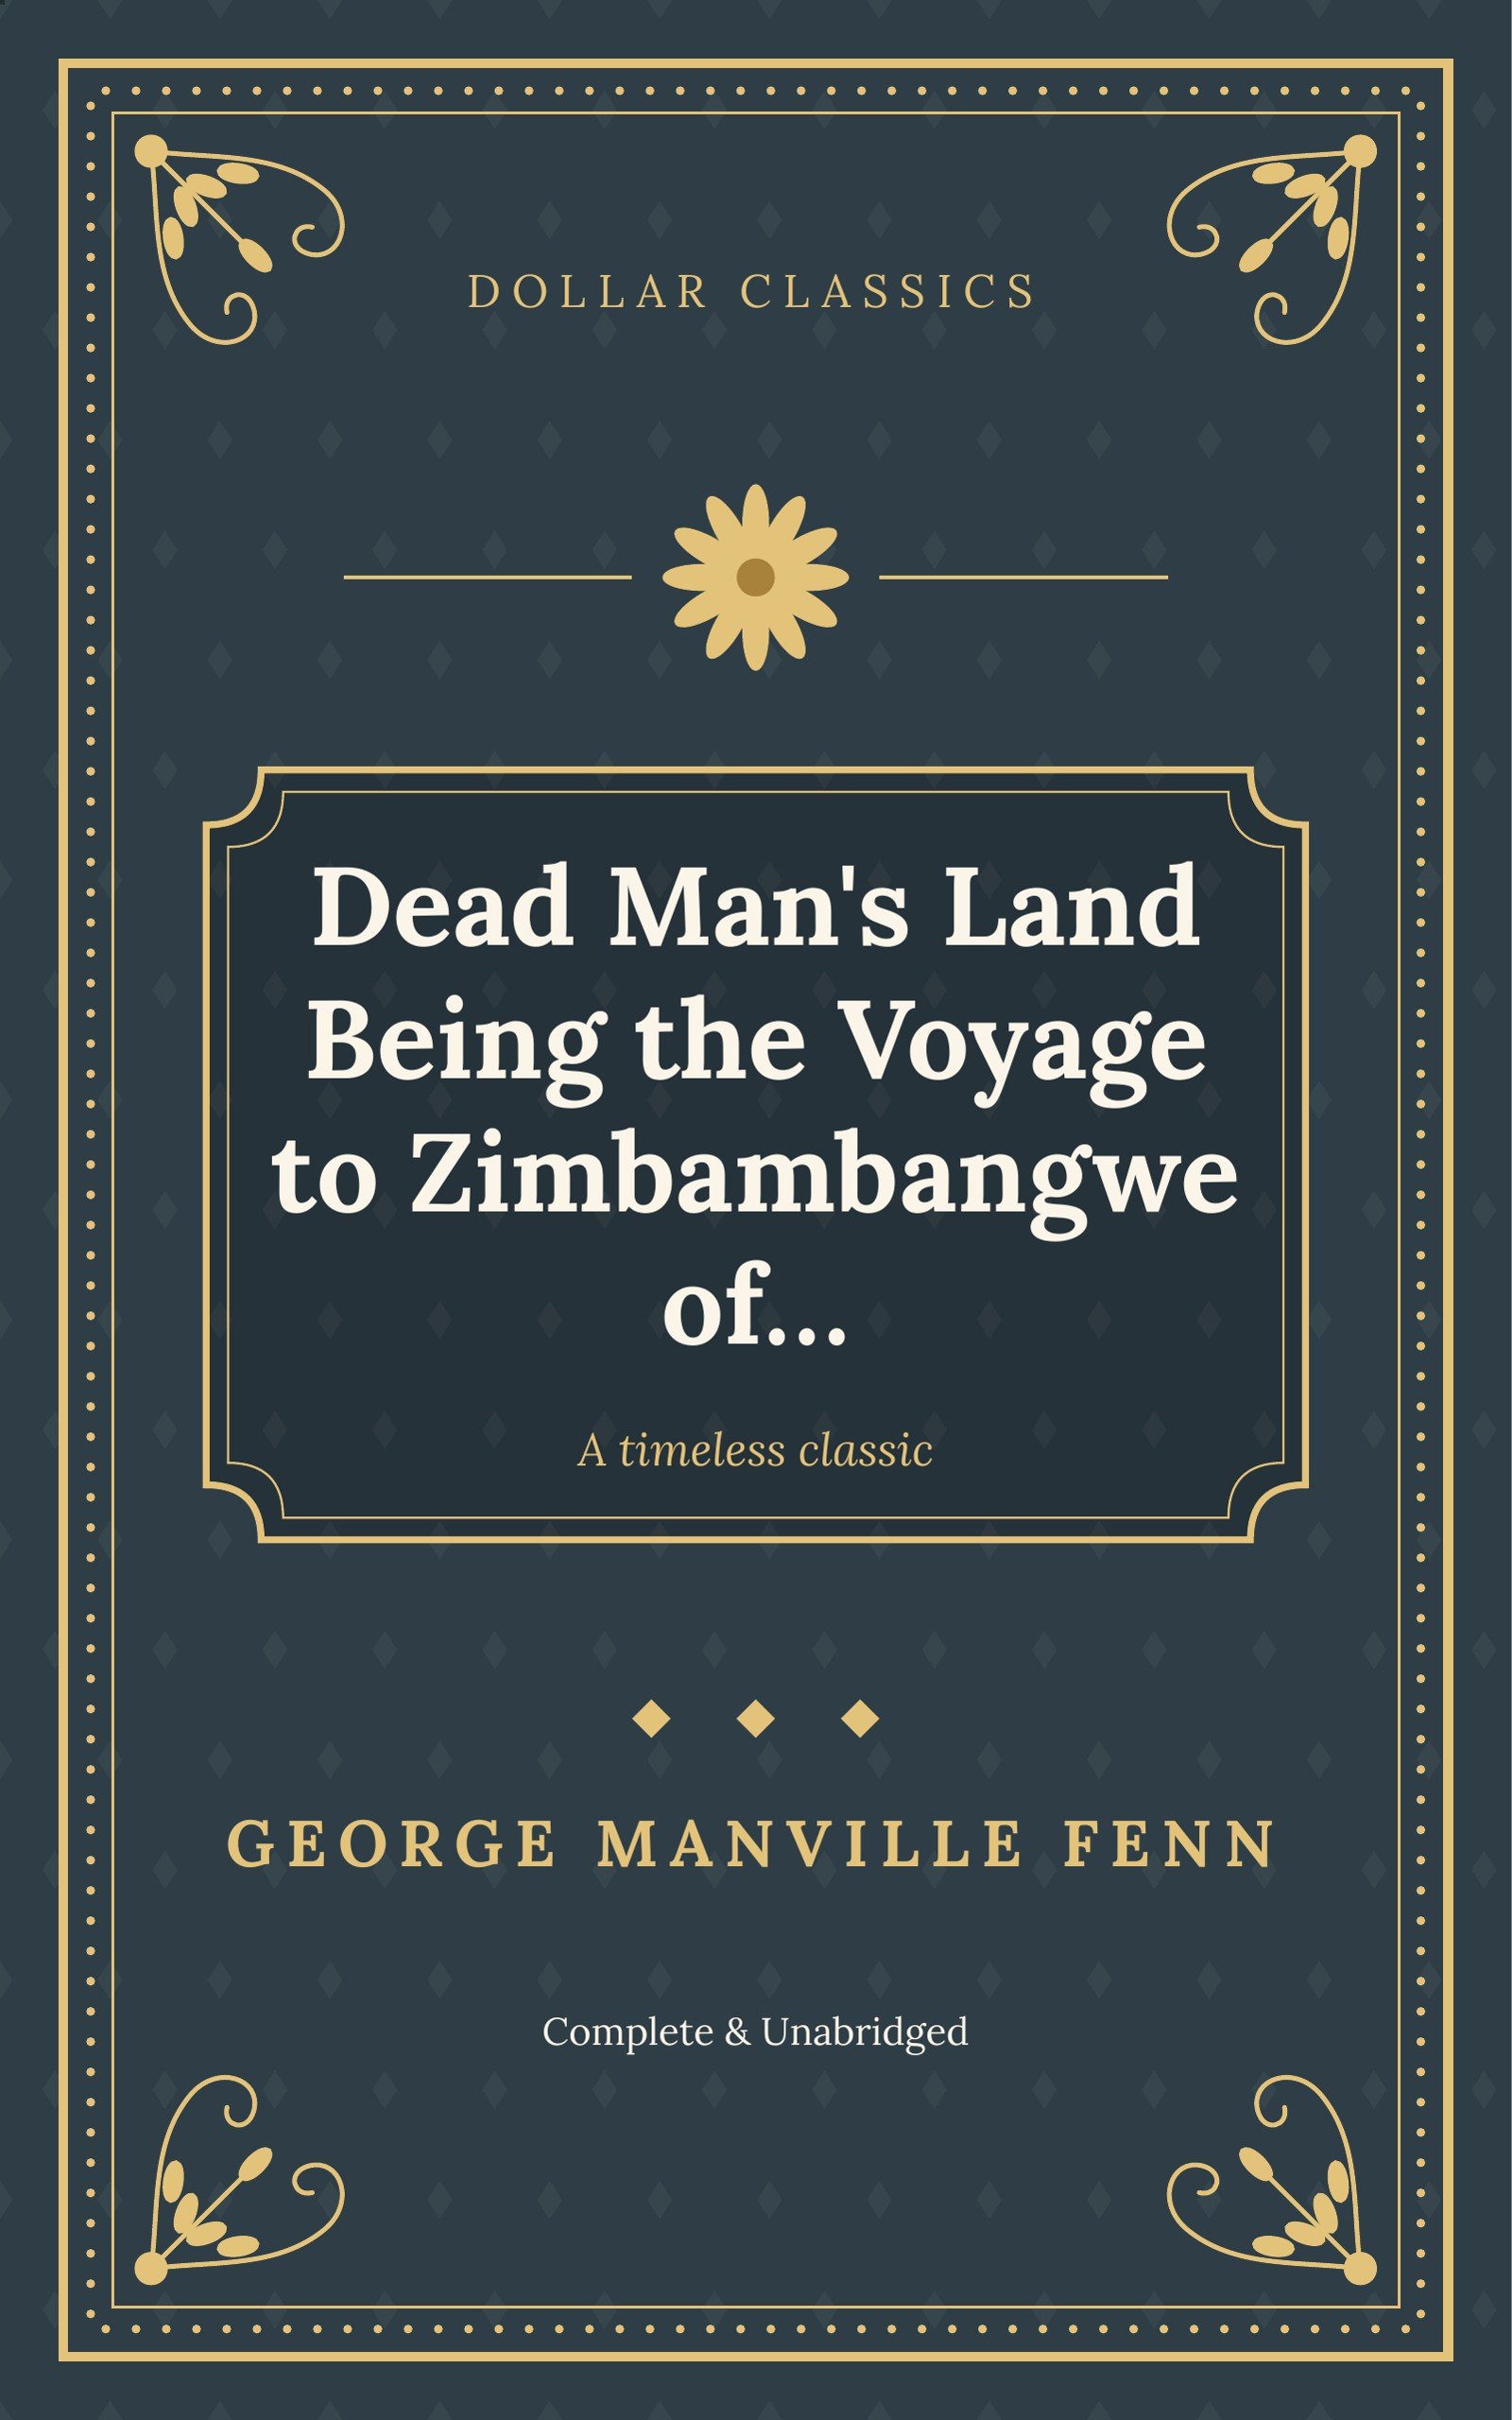 DOLLAR CLASSICS
Dead Man's Land
Being the Voyage
to Zimbambangwe
of...
A timeless classic
GEORGE MANVILLE FENN
Complete & Unabridged